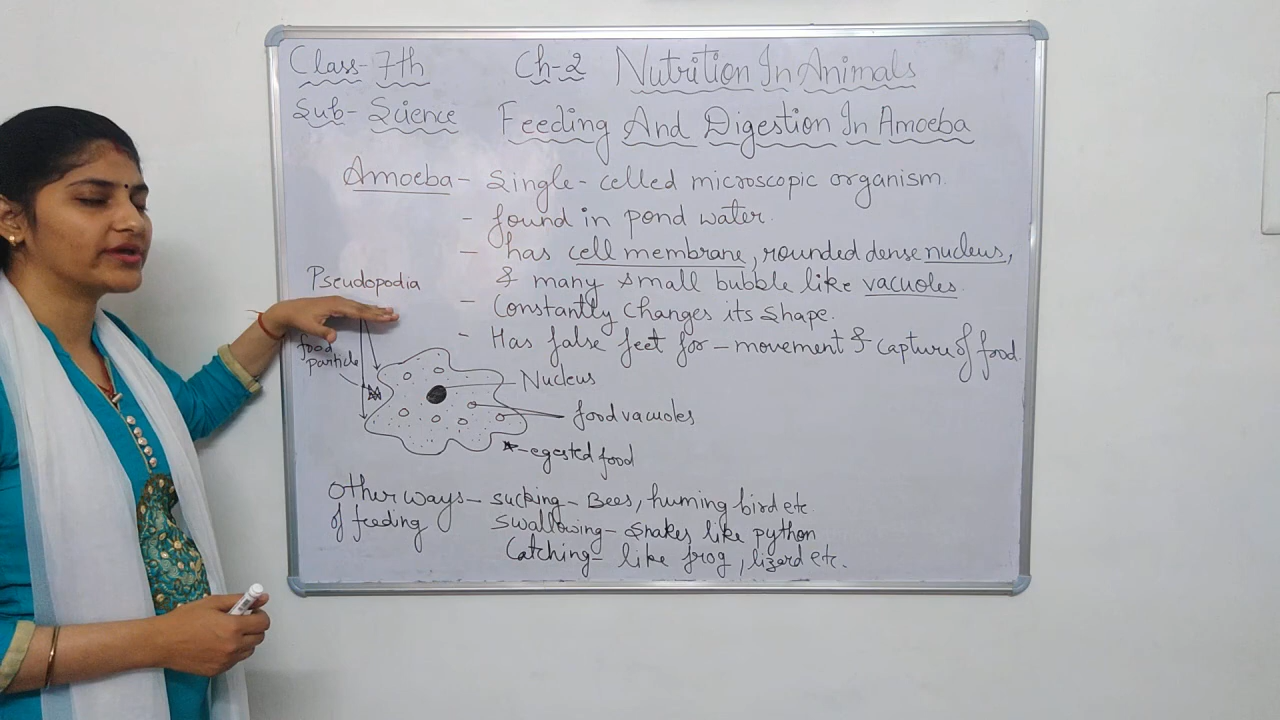 Class- 7th Ch-2 Nutrition In Animals
Sub- Science Feeding And Digestion In Amoeba
Amoeba - Single-celled microscopic organism.
- found in pond water.
- has cell membrane, rounded dense nucleus,
& many small bubble like vacuoles.
- Constantly changes its shape.
- Has false feet for - movement & capture of food.
Pseudopodia
food
particle
Nucleus
food vacuoles
- egested food
Other ways - sucking - Bees, huming bird etc.
of feeding swallowing - snakes like python
Catching - like frog, lizard etc.